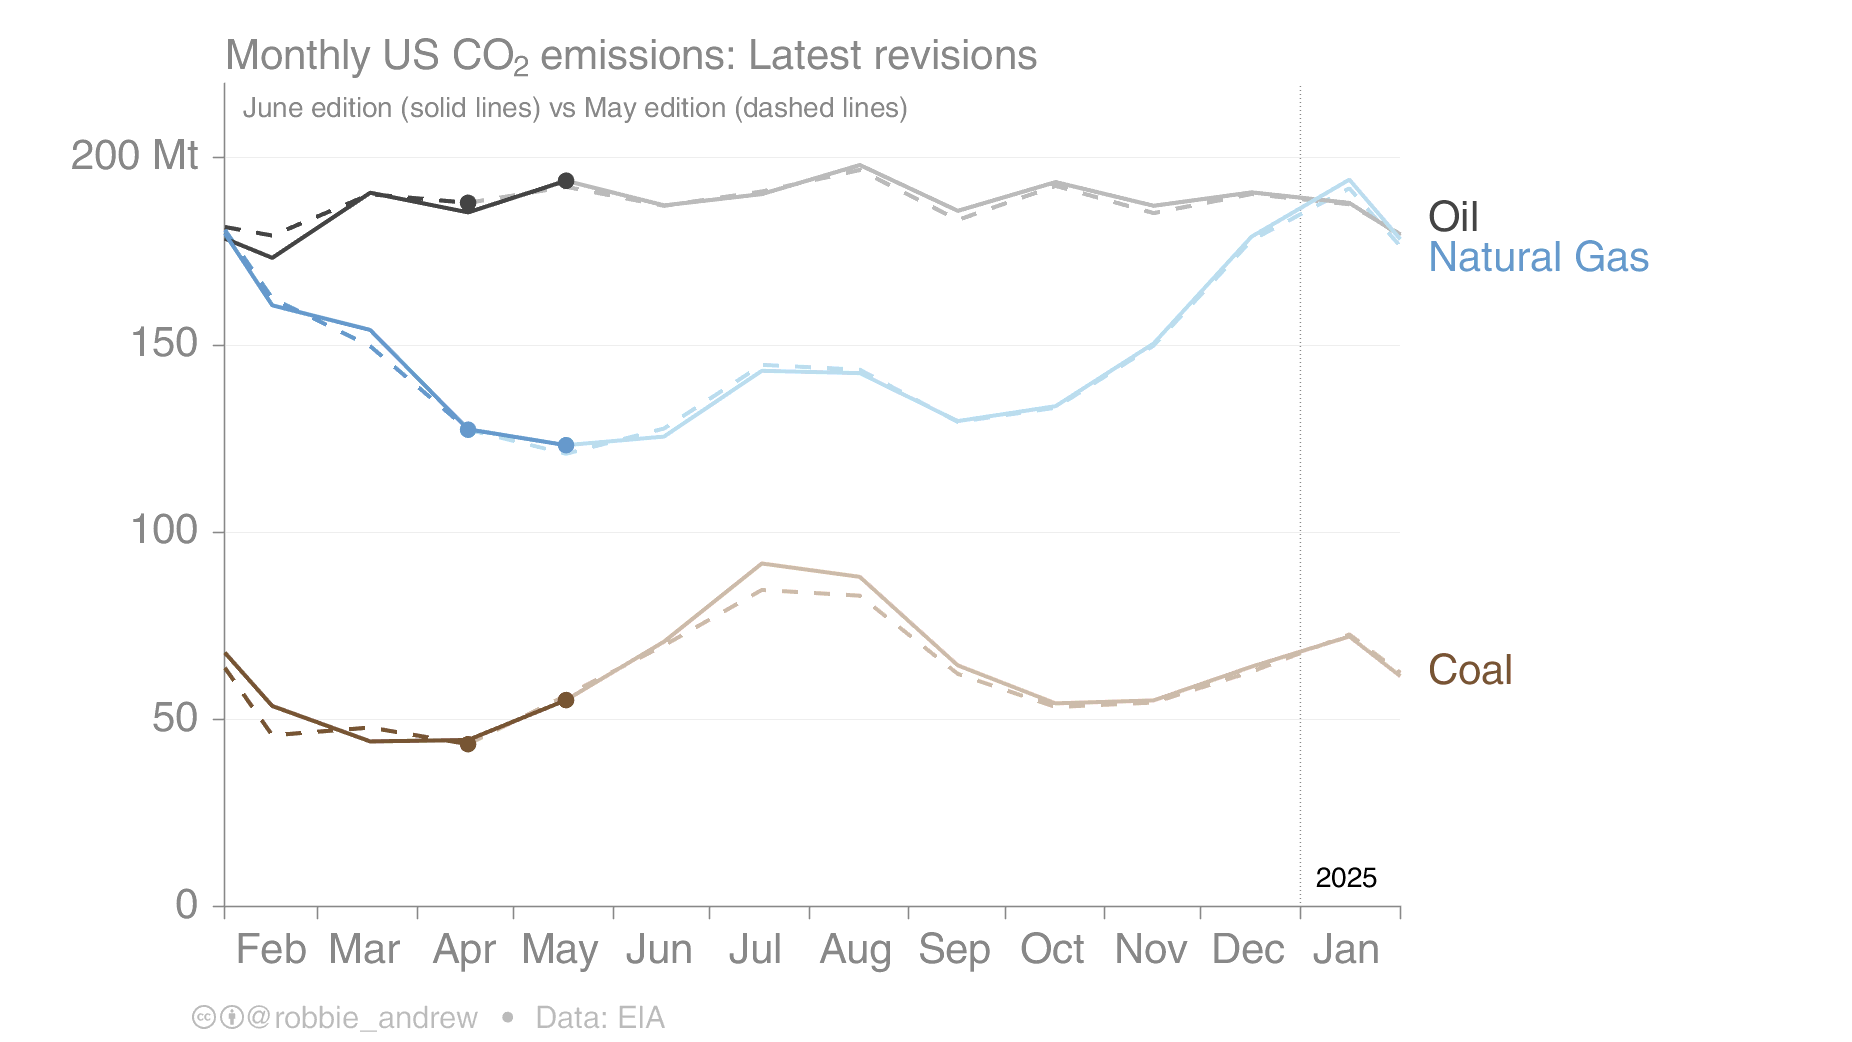 Monthly US CO₂ emissions: Latest revisions
June edition (solid lines) vs May edition (dashed lines)
200 Mt
150
100
50
0
Oil
Natural Gas
Coal
2025
Feb Mar Apr May Jun Jul Aug Sep Oct Nov Dec Jan
@robbie_andrew • Data: EIA